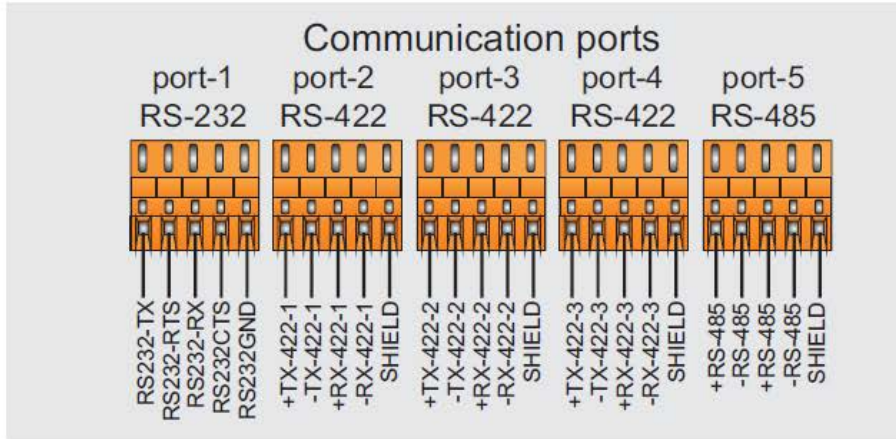 Communication ports
port-1 port-2 port-3 port-4 port-5
RS-232 RS-422 RS-422 RS-422 RS-485
RS232-TX
RS232-RTS
RS232-RX
RS232CTS
RS232GND
+TX-422-1
-TX-422-1
+RX-422-1
-RX-422-1
SHIELD
+TX-422-2
-TX-422-2
+RX-422-2
-RX-422-2
SHIELD
+TX-422-3
-TX-422-3
+RX-422-3
-RX-422-3
SHIELD
+RS-485
-RS-485
+RS-485
-RS-485
SHIELD